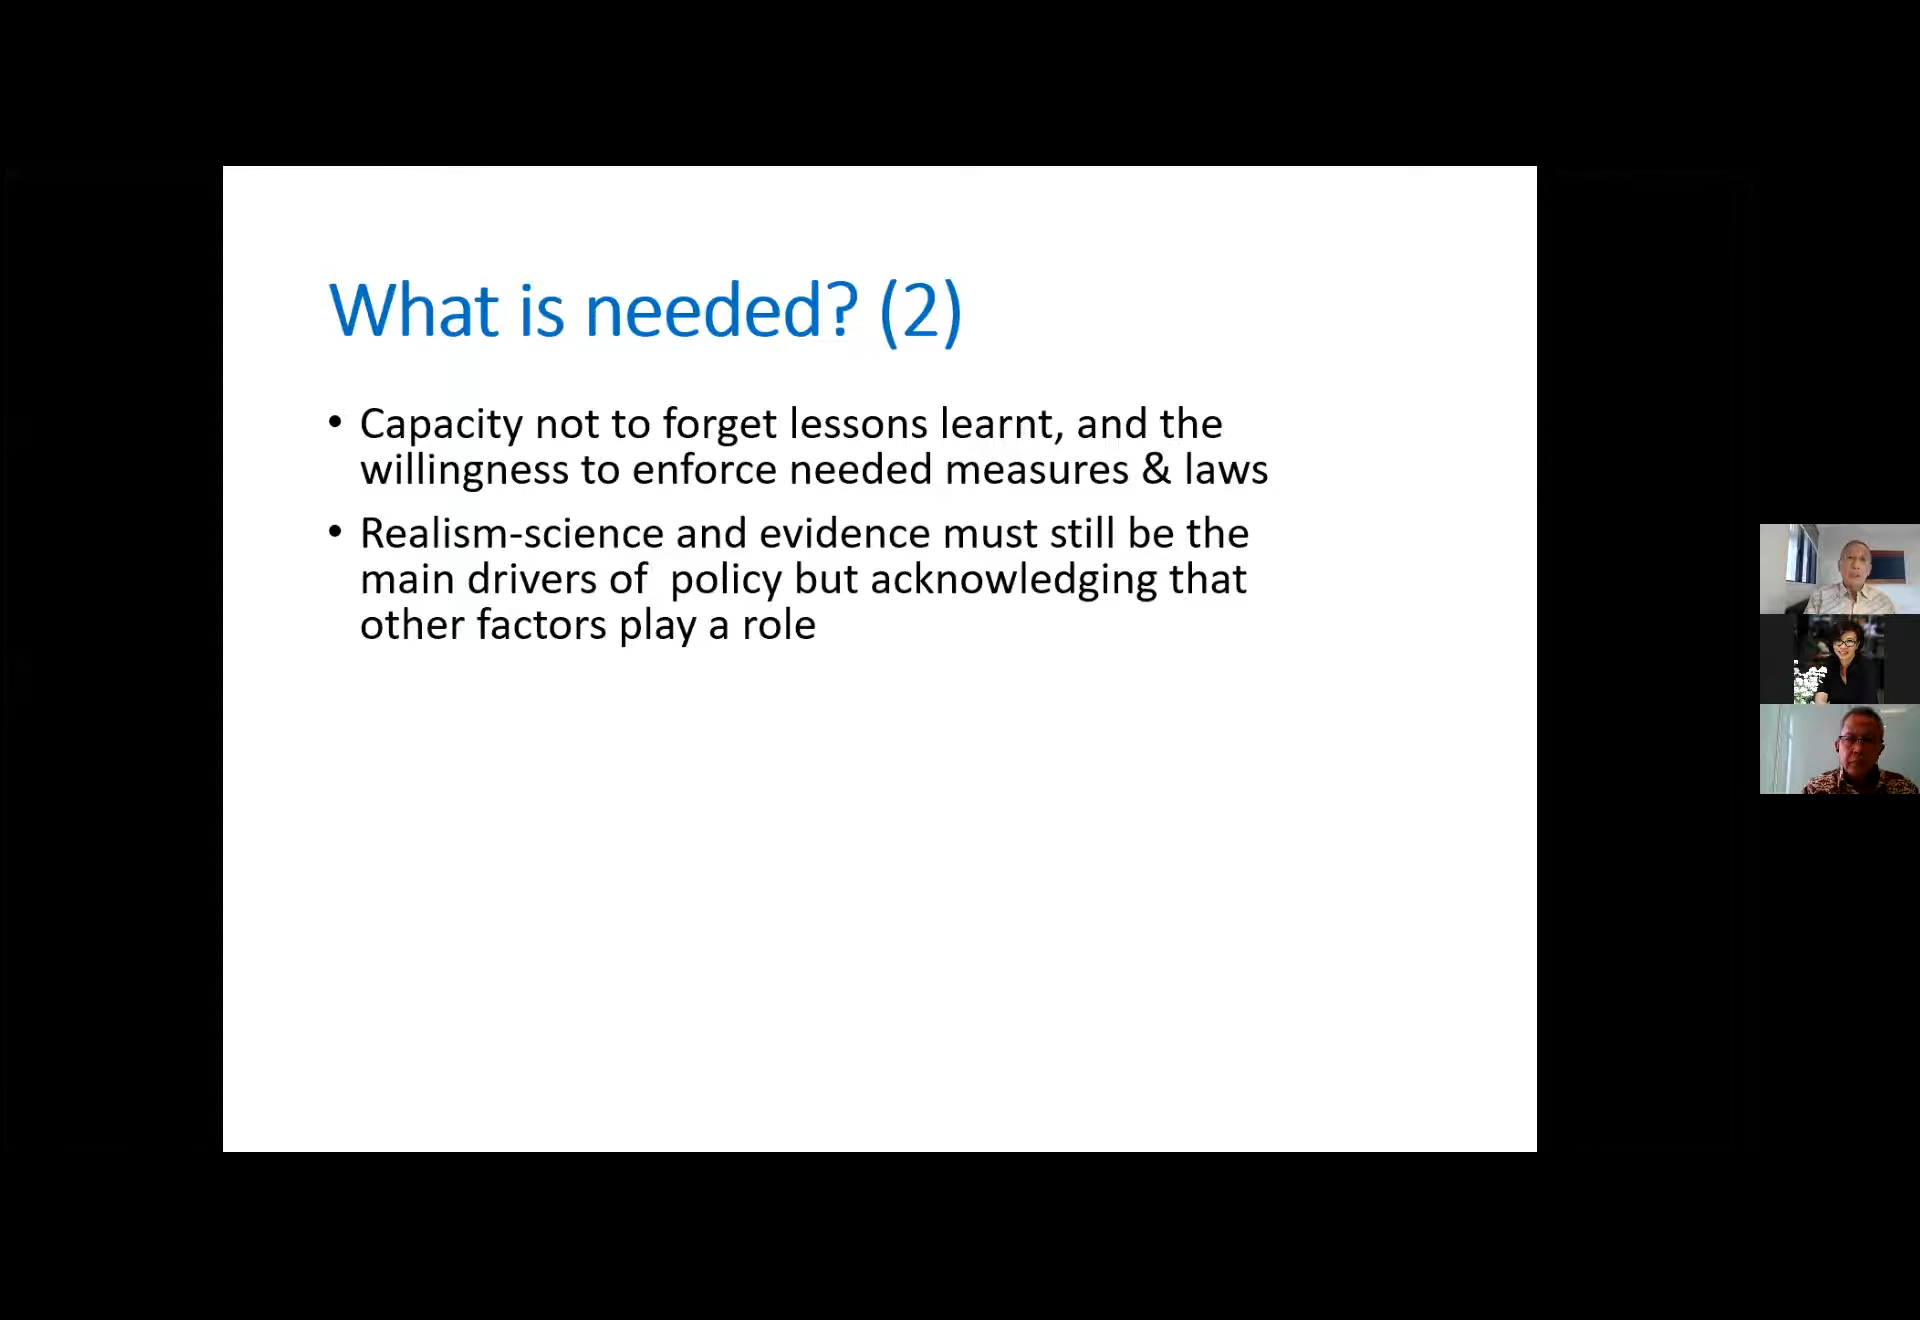 What is needed? (2)
• Capacity not to forget lessons learnt, and the
willingness to enforce needed measures & laws
• Realism-science and evidence must still be the
main drivers of  policy but acknowledging that
other factors play a role